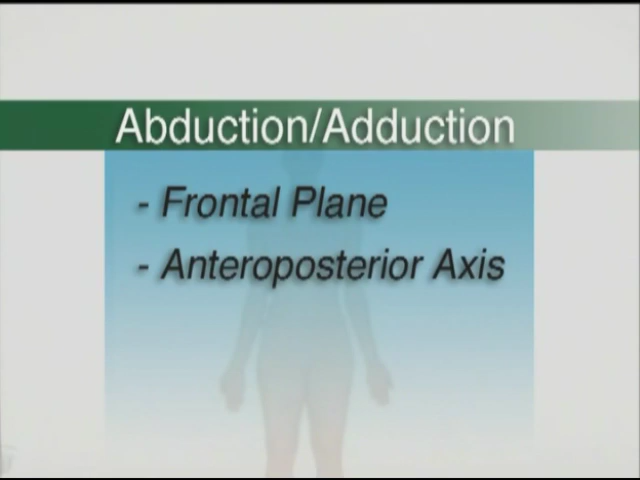 Abduction/Adduction
- Frontal Plane
- Anteroposterior Axis